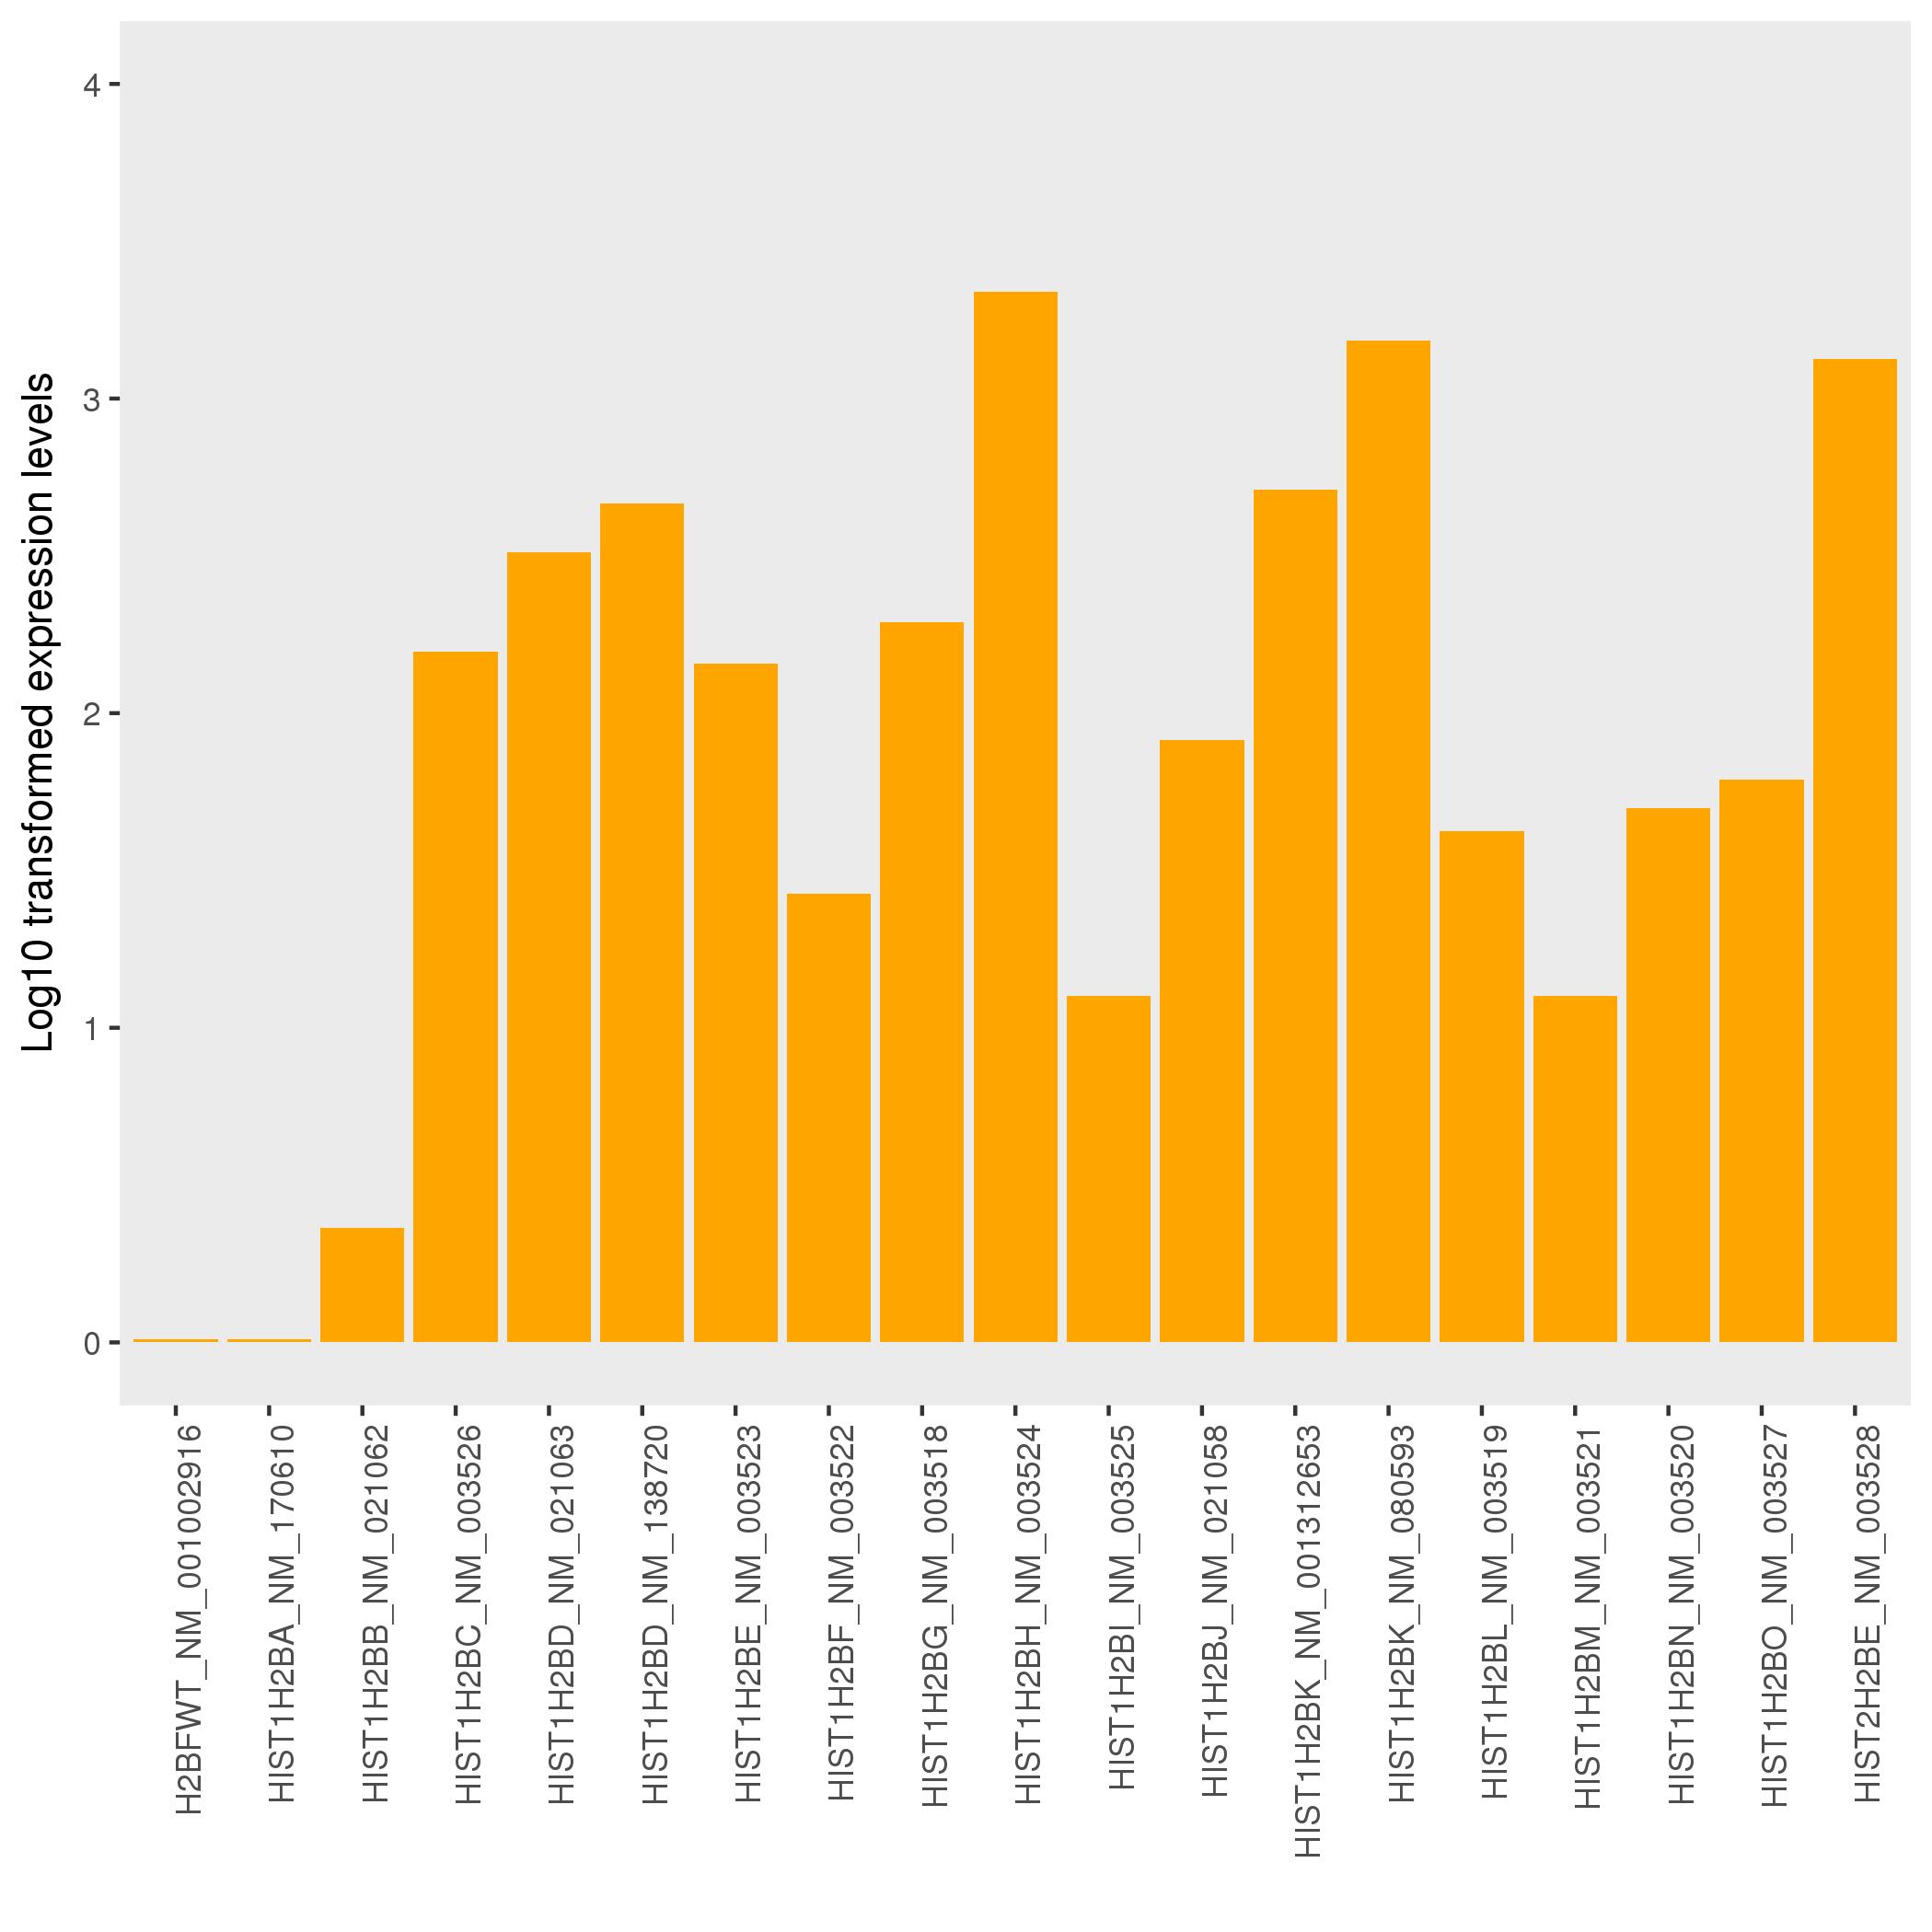 Log10 transformed expression levels
4
3
2
1
0
H2BFWT_NM_001002916
HIST1H2BA_NM_170610
HIST1H2BB_NM_021062
HIST1H2BC_NM_003526
HIST1H2BD_NM_021063
HIST1H2BD_NM_138720
HIST1H2BE_NM_003523
HIST1H2BF_NM_003522
HIST1H2BG_NM_003518
HIST1H2BH_NM_003524
HIST1H2BI_NM_003525
HIST1H2BJ_NM_021058
HIST1H2BK_NM_001312653
HIST1H2BK_NM_080593
HIST1H2BL_NM_003519
HIST1H2BM_NM_003521
HIST1H2BN_NM_003520
HIST1H2BO_NM_003527
HIST2H2BE_NM_003528